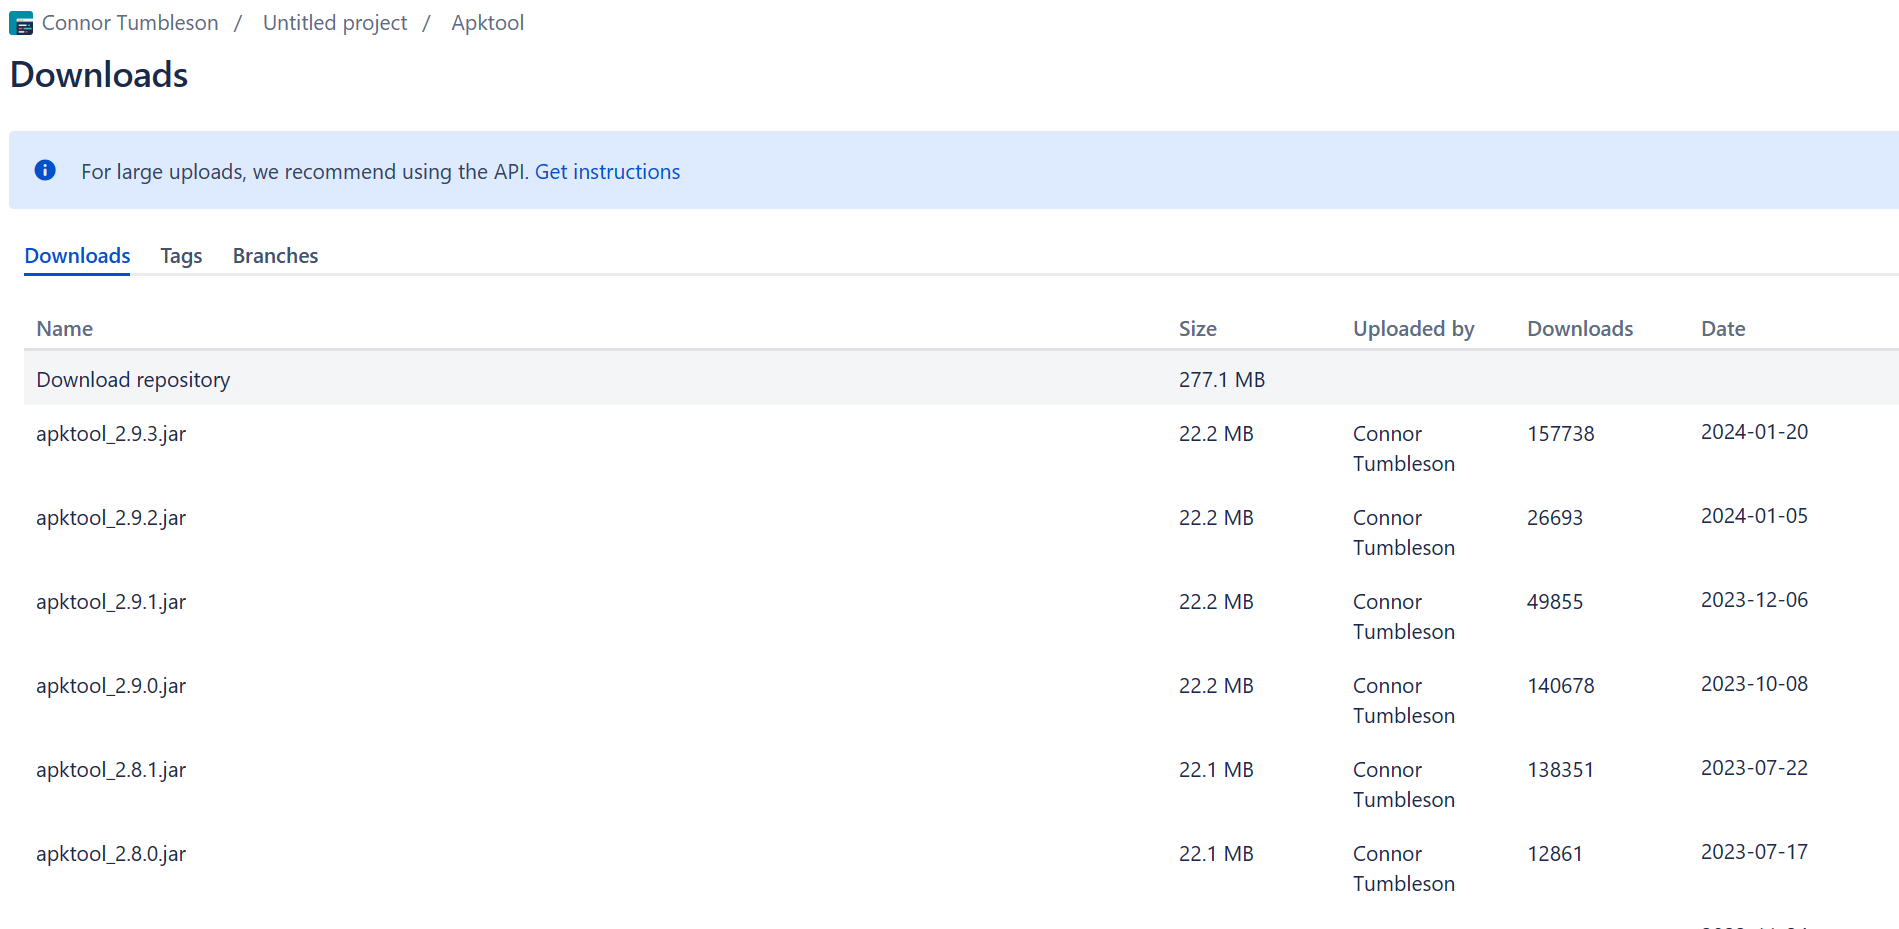 Connor Tumbleson / Untitled project / Apktool
Downloads
For large uploads, we recommend using the API. Get instructions
Downloads Tags Branches
Name Size Uploaded by Downloads Date
Download repository 277.1 MB
apktool_2.9.3.jar 22.2 MB Connor 157738 2024-01-20
Tumbleson
apktool_2.9.2.jar 22.2 MB Connor 26693 2024-01-05
Tumbleson
apktool_2.9.1.jar 22.2 MB Connor 49855 2023-12-06
Tumbleson
apktool_2.9.0.jar 22.2 MB Connor 140678 2023-10-08
Tumbleson
apktool_2.8.1.jar 22.1 MB Connor 138351 2023-07-22
Tumbleson
apktool_2.8.0.jar 22.1 MB Connor 12861 2023-07-17
Tumbleson